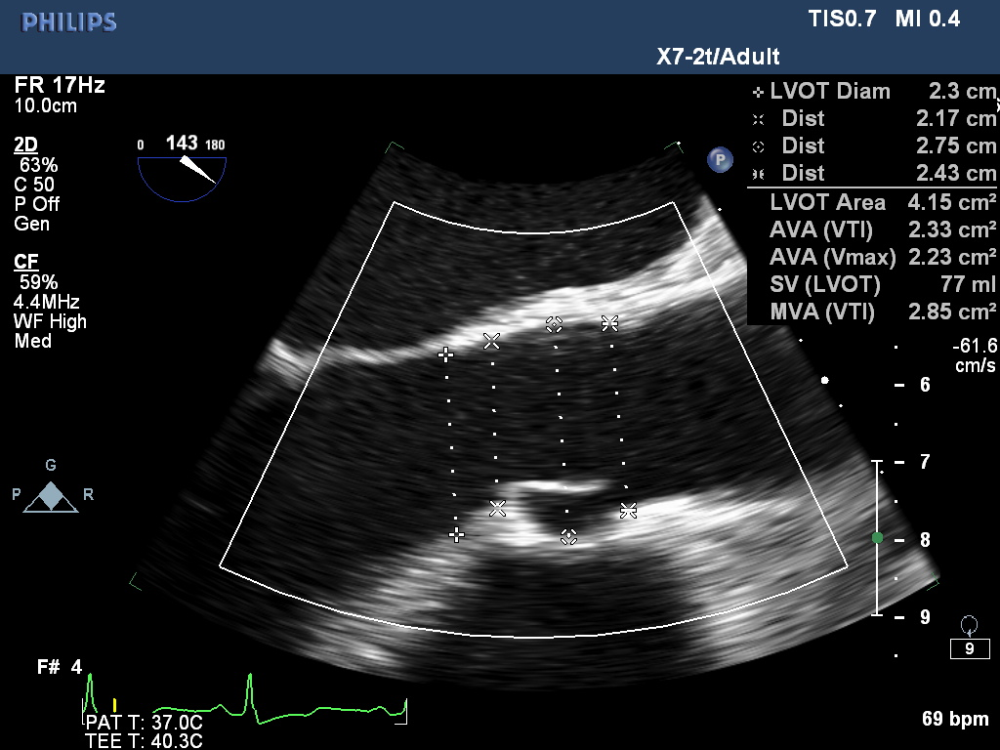 PHILIPS
TIS0.7 MI 0.4
X7-2t/Adult
FR 17Hz
10.0cm
2D
63%
C 50
P Off
Gen
CF
59%
4.4MHz
WF High
Med
0 143 180
P
LVOT Diam 2.3 cm
Dist 2.17 cm
Dist 2.75 cm
Dist 2.43 cm
LVOT Area 4.15 cm²
AVA (VTI) 2.33 cm²
AVA (Vmax) 2.23 cm²
SV (LVOT) 77 ml
MVA (VTI) 2.85 cm²
-61.6
cm/s
6
7
8
9
G
P R
9
F# 4
PAT T: 37.0C
TEE T: 40.3C
69 bpm